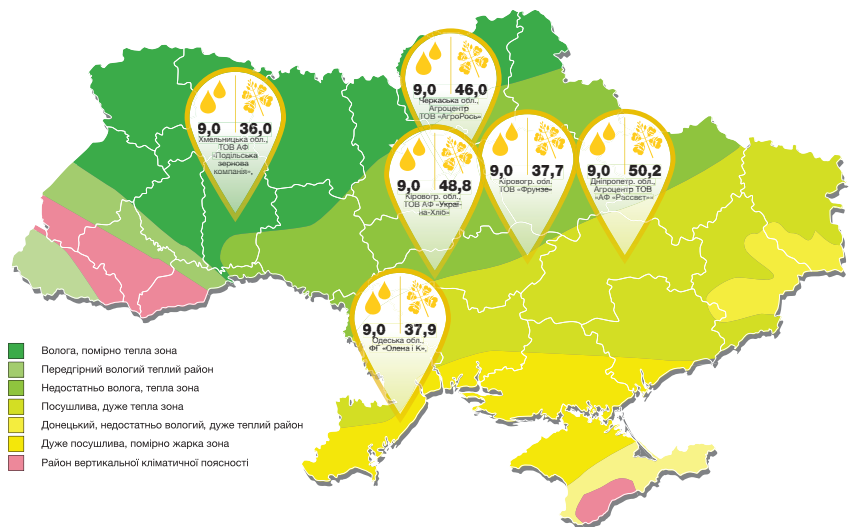 9,0 46,0
Черкаська обл.,
Агроцентр
ТОВ «АгроРось»
9,0 36,0
Хмельницька обл.,
ТОВ АФ
«Подільська
зернова
компанія»,
9,0 48,8
Кіровогр. обл.,
ТОВ АФ «Украї-
на-Хліб»
9,0 37,7
Кіровогр. обл.
ТОВ «Фрунзе»
9,0 50,2
Дніпропетр. обл.,
Агроцентр ТОВ
«АФ «Рассвєт»»
9,0 37,9
Одеська обл.,
ФГ «Олена і К»,
Волога, помірно тепла зона
Передгірний вологий теплий район
Недостатньо волога, тепла зона
Посушлива, дуже тепла зона
Донецький, недостатньо вологий, дуже теплий район
Дуже посушлива, помірно жарка зона
Район вертикальної кліматичної поясності